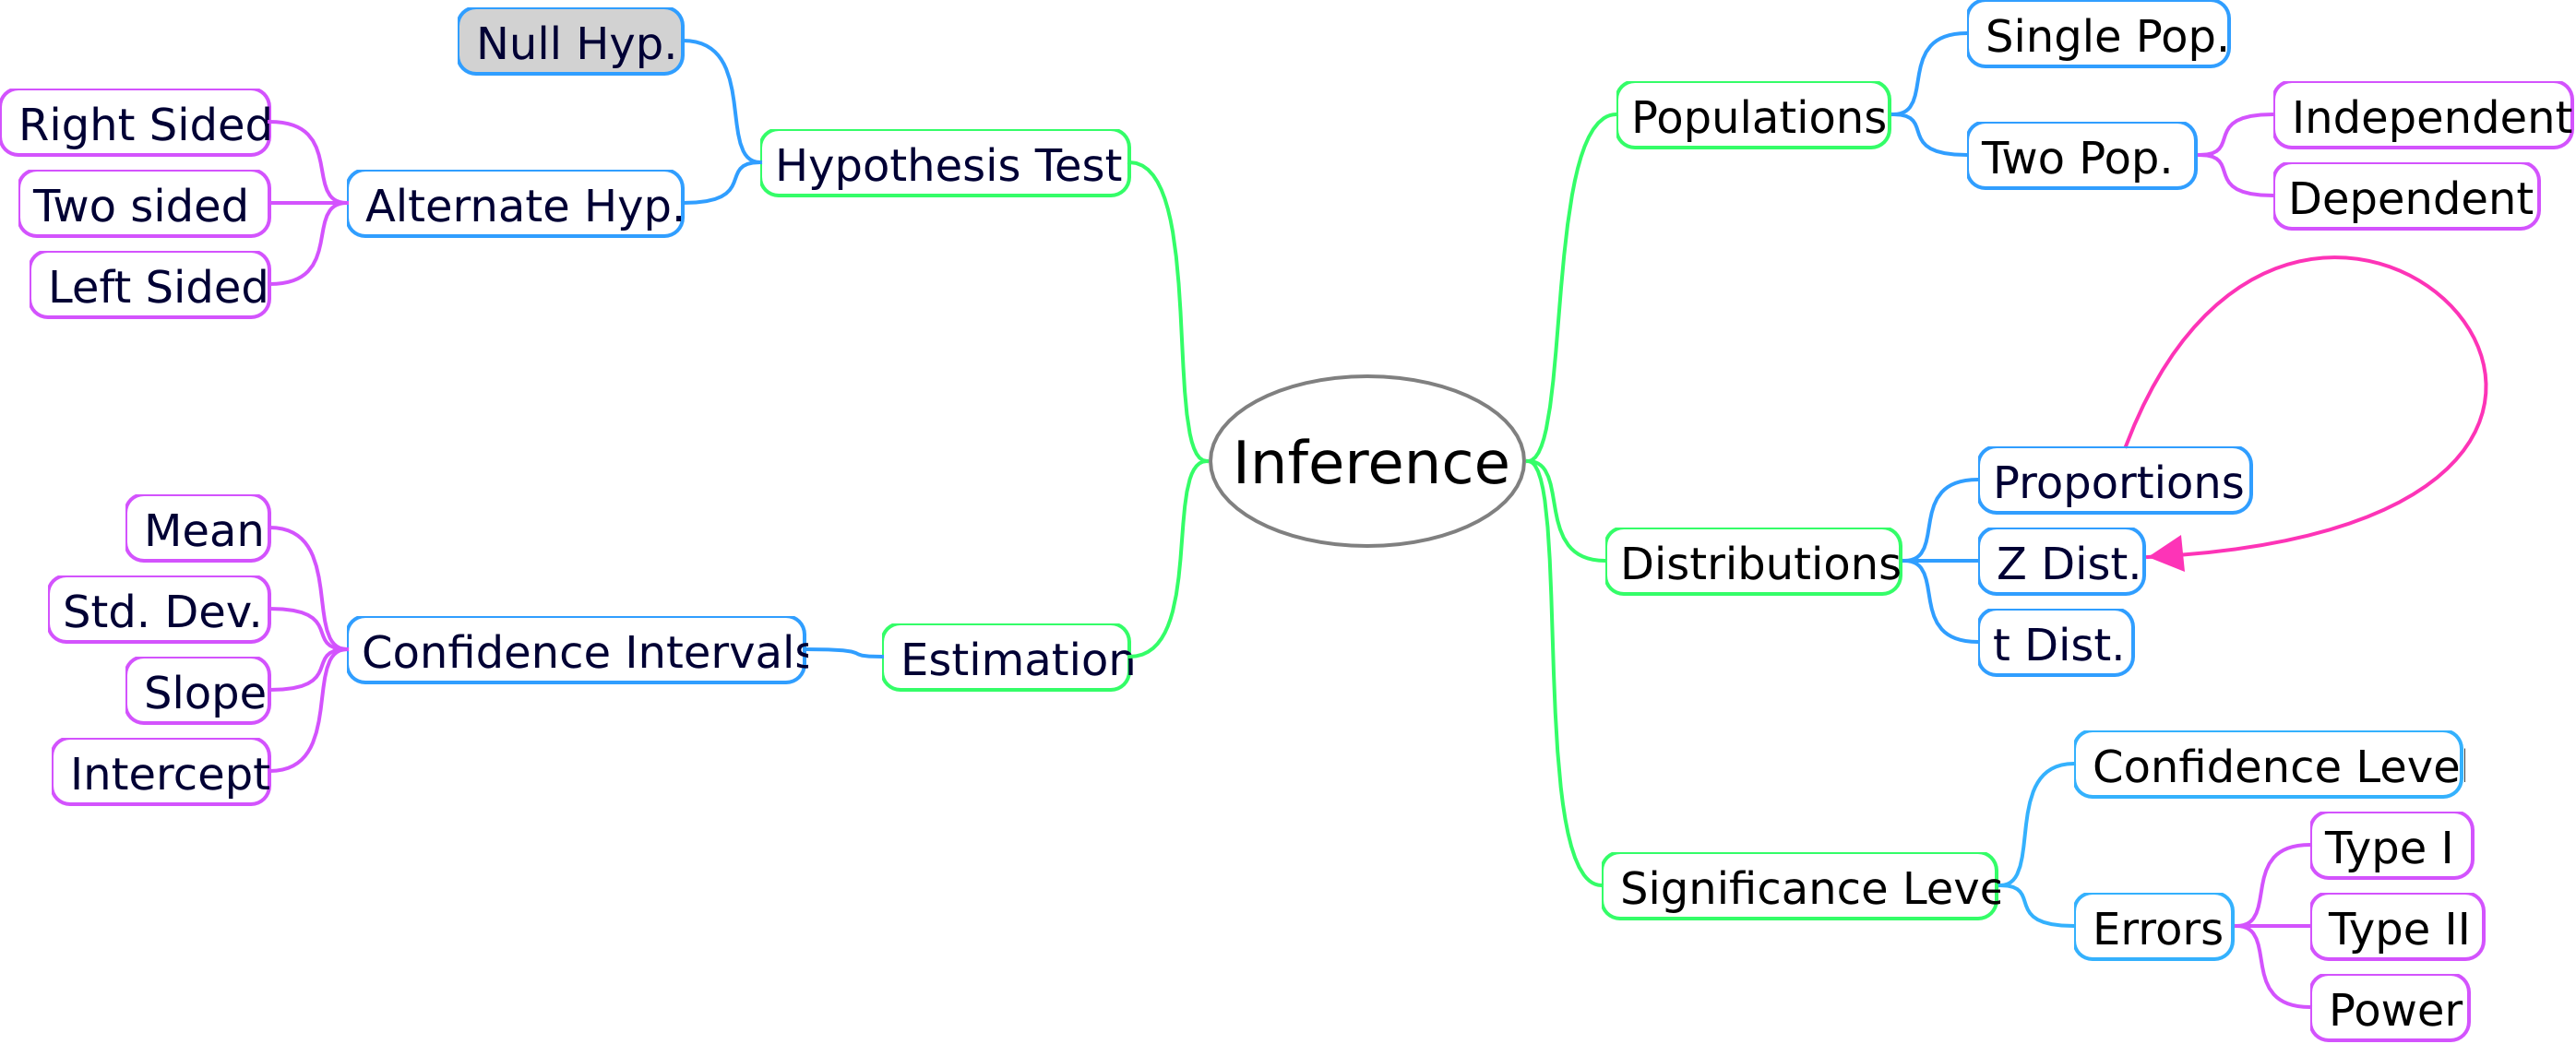 Inference
Hypothesis Test
Null Hyp.
Alternate Hyp.
Right Sided
Two sided
Left Sided
Estimation
Confidence Intervals
Mean
Std. Dev.
Slope
Intercept
Populations
Single Pop.
Two Pop.
Independent
Dependent
Distributions
Proportions
Z Dist.
t Dist.
Significance Leve
Confidence Level
Errors
Type I
Type II
Power